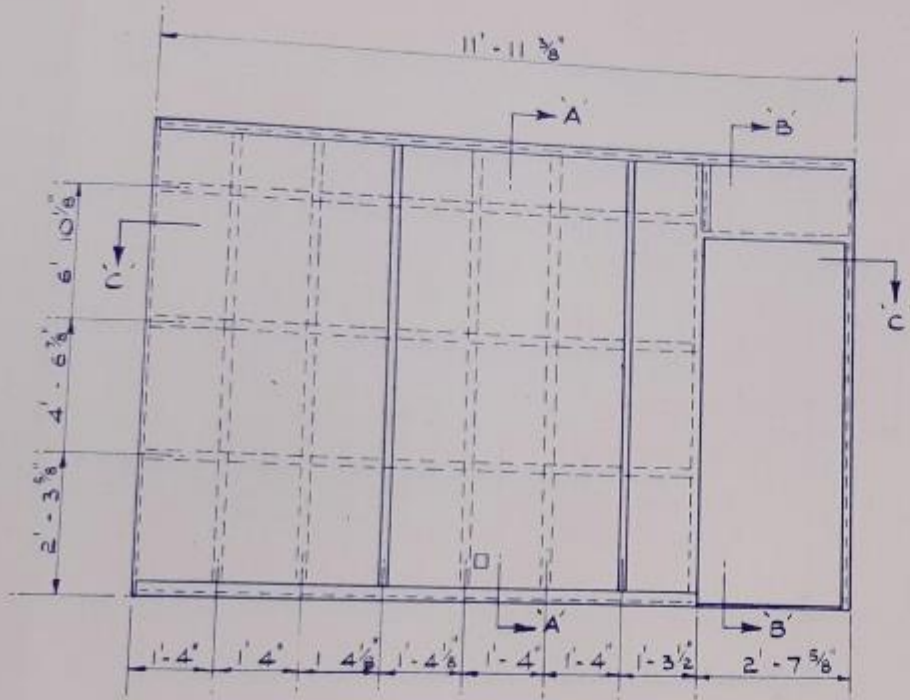 11' - 11 3/8"
'A'
'B'
6' 10 1/8"
'C'
'C'
4' - 6 7/8"
2' - 3 5/8"
'A'
'B'
1'-4" 1' 4" 1 4 1/8" 1'-4 1/8" 1'-4" 1'-4" 1'-3 1/2" 2' - 7 5/8"